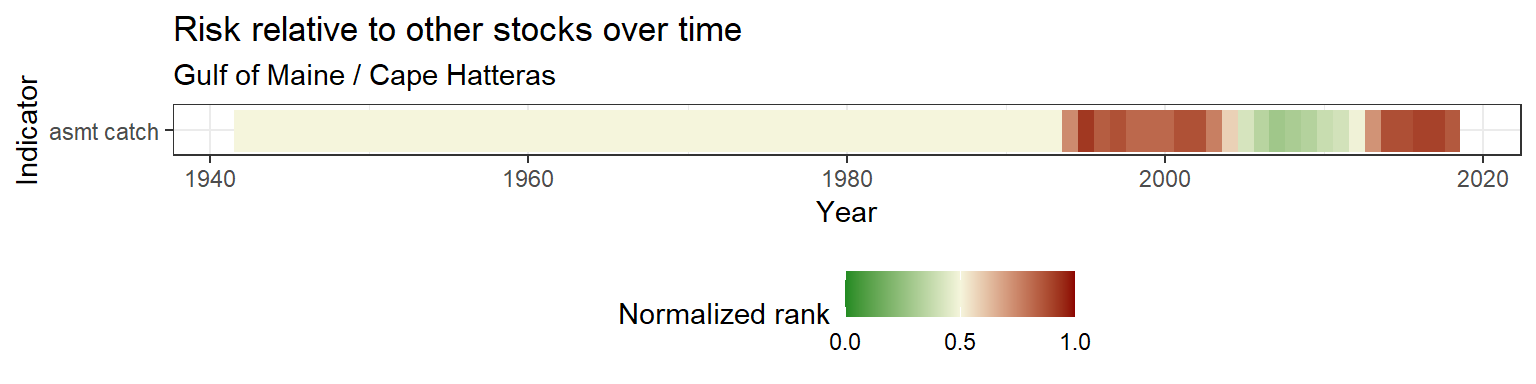 Risk relative to other stocks over time
Gulf of Maine / Cape Hatteras
Indicator
asmt catch
1940 1960 1980 2000 2020
Year
Normalized rank
0.0 0.5 1.0